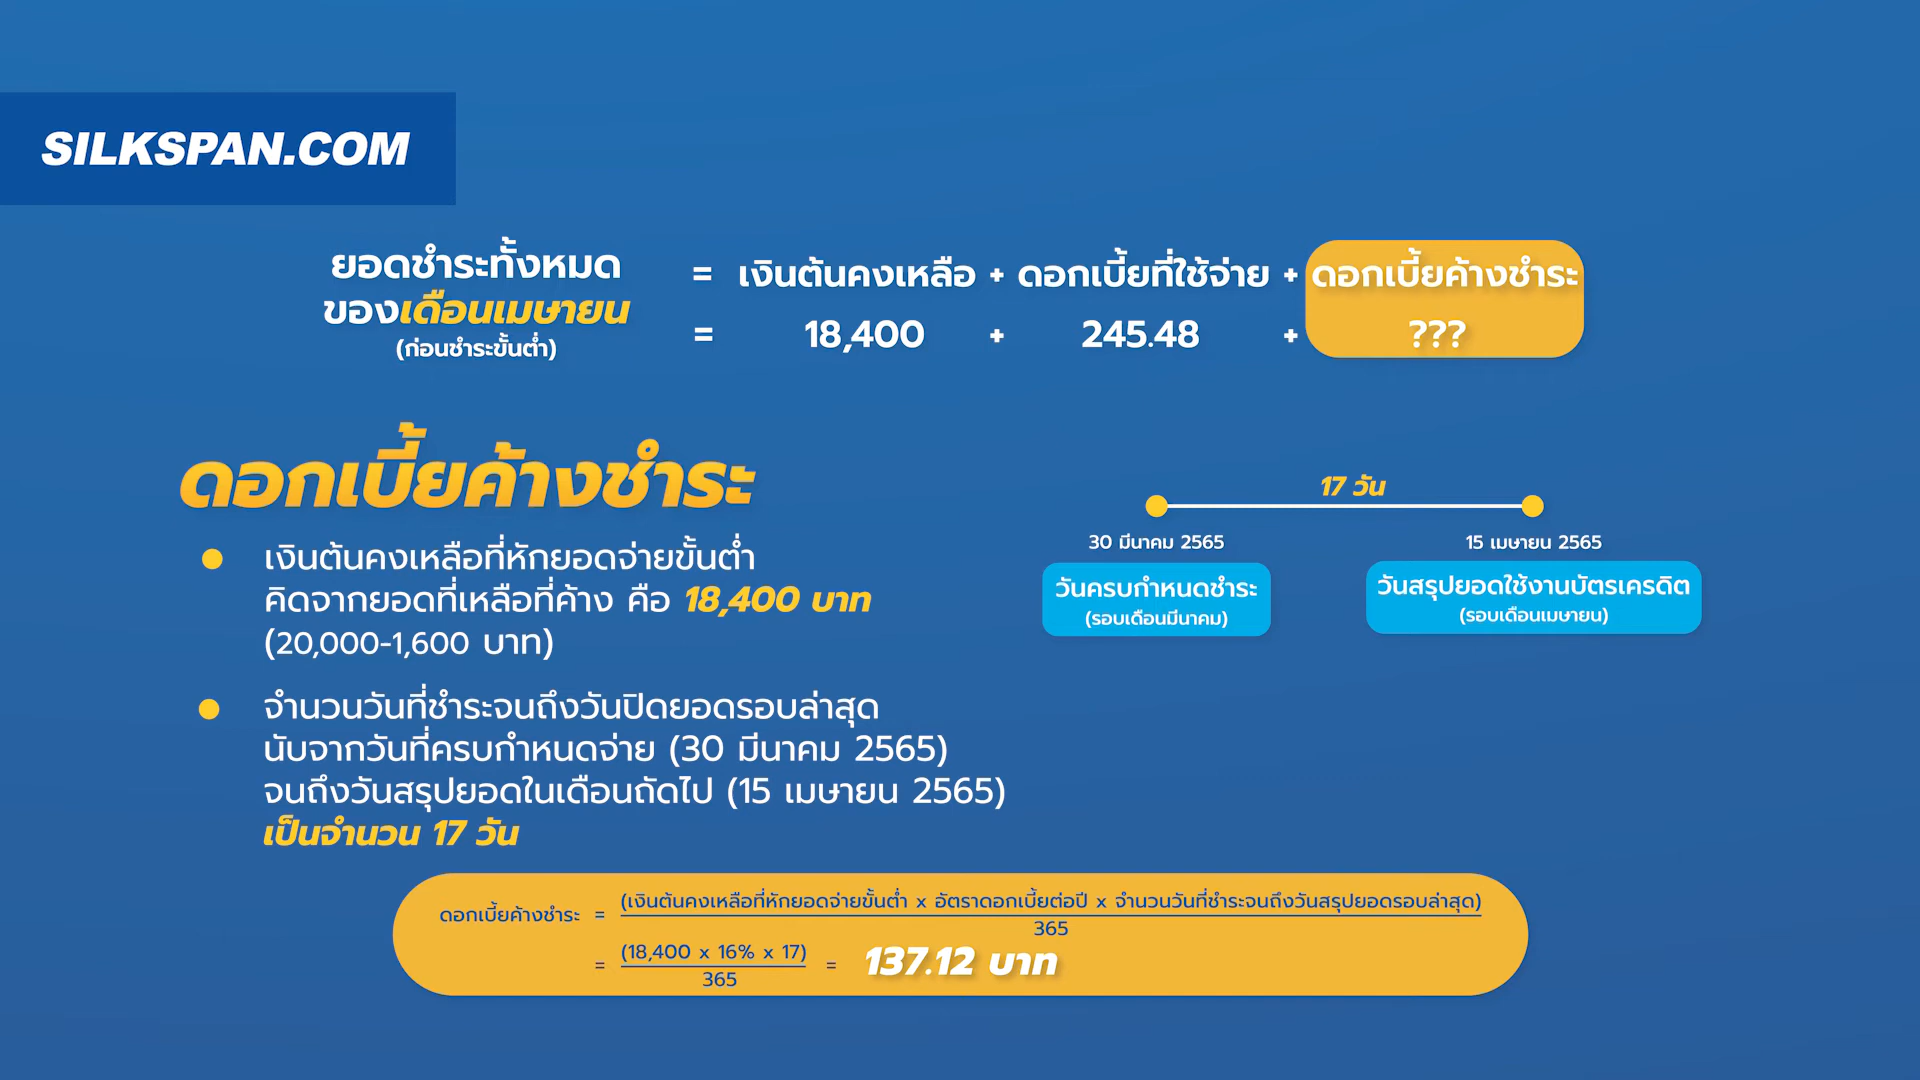 SILKSPAN.COM
ยอดชำระทั้งหมด
ของเดือนเมษายน
(ก่อนชำระขั้นต่ำ)
= เงินต้นคงเหลือ + ดอกเบี้ยที่ใช้จ่าย + ดอกเบี้ยค้างชำระ
= 18,400 + 245.48 + ???
ดอกเบี้ยค้างชำระ
เงินต้นคงเหลือที่หักยอดจ่ายขั้นต่ำ
คิดจากยอดที่เหลือที่ค้าง คือ 18,400 บาท
(20,000-1,600 บาท)
จำนวนวันที่ชำระจนถึงวันปิดยอดรอบล่าสุด
นับจากวันที่ครบกำหนดจ่าย (30 มีนาคม 2565)
จนถึงวันสรุปยอดในเดือนถัดไป (15 เมษายน 2565)
เป็นจำนวน 17 วัน
17 วัน
30 มีนาคม 2565
วันครบกำหนดชำระ
(รอบเดือนมีนาคม)
15 เมษายน 2565
วันสรุปยอดใช้งานบัตรเครดิต
(รอบเดือนเมษายน)
ดอกเบี้ยค้างชำระ = (เงินต้นคงเหลือที่หักยอดจ่ายขั้นต่ำ x อัตราดอกเบี้ยต่อปี x จำนวนวันที่ชำระจนถึงวันสรุปยอดรอบล่าสุด)
365
= (18,400 x 16% x 17) = 137.12 บาท
365